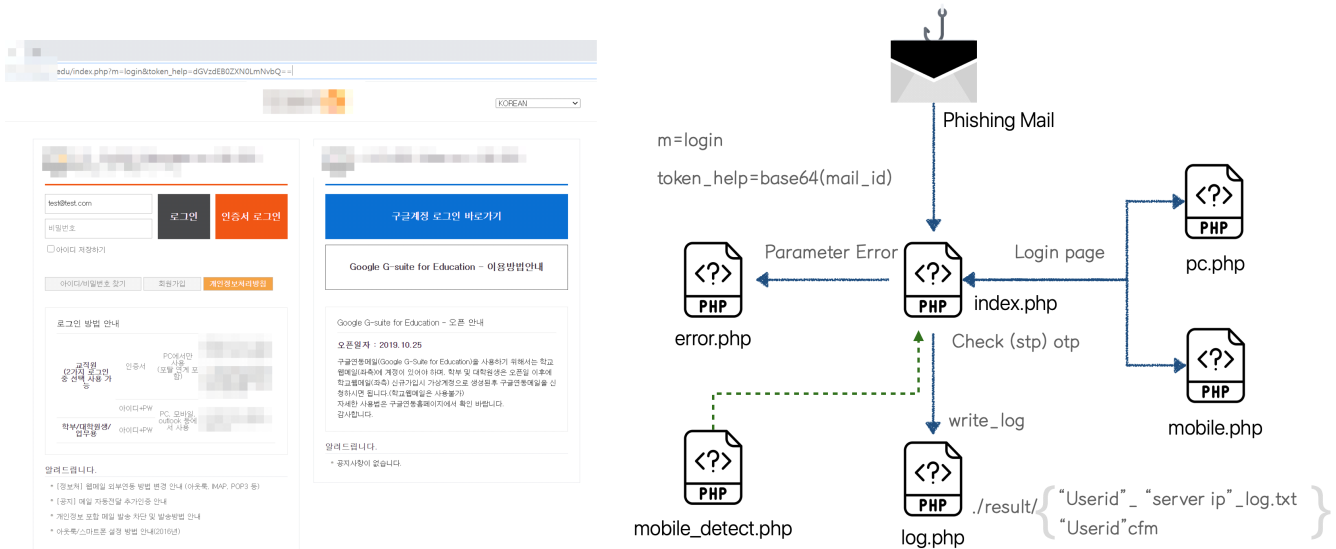 edu/index.php?m=login&token_help=dGVzdEB0ZXN0LmNvbQ==
KOREAN
test@test.com
비밀번호
로그인
인증서 로그인
아이디 저장하기
아이디/비밀번호 찾기
회원가입
개인정보처리방침
로그인 방법 안내
교직원
(2가지 로그인
중 선택 사용 가
능
인증서
PC에서만
사용
(포탈 연계 포
함)
아이디+PW
학부/대학원생/
업무용
아이디+PW
PC, 모바일,
outlook 등에
서 사용
알려드립니다.
* [정보처] 웹메일 외부연동 방법 변경 안내 (아웃룩, IMAP, POP3 등)
* [공지] 메일 자동전달 추가인증 안내
* 개인정보 포함 메일 발송 차단 및 발송방법 안내
* 아웃룩/스마트폰 설정 방법 안내(2016년)
구글계정 로그인 바로가기
Google G-suite for Education - 이용방법안내
Google G-suite for Education - 오픈 안내
오픈일자 : 2019.10.25
구글연동메일(Google G-Suite for Education)을 사용하기 위해서는 학교
웹메일(좌측)에 계정이 있어야 하며, 학부 및 대학원생은 오픈일 이후에
학교웹메일(좌측) 신규가입시 가상계정으로 생성된후 구글연동메일을 신
청하시면 됩니다.(학교웹메일은 사용불가)
자세한 사용법은 구글연동홈페이지에서 확인 바랍니다.
감사합니다.
알려드립니다.
* 공지사항이 없습니다.
Phishing Mail
m=login
token_help=base64(mail_id)
Parameter Error
Login page
<?>
PHP
pc.php
<?>
PHP
error.php
<?>
PHP
index.php
Check (stp) otp
<?>
PHP
mobile.php
write_log
<?>
PHP
mobile_detect.php
<?>
PHP
log.php
./result/
{
"Userid"_ "server ip"_log.txt
"Userid"cfm
}